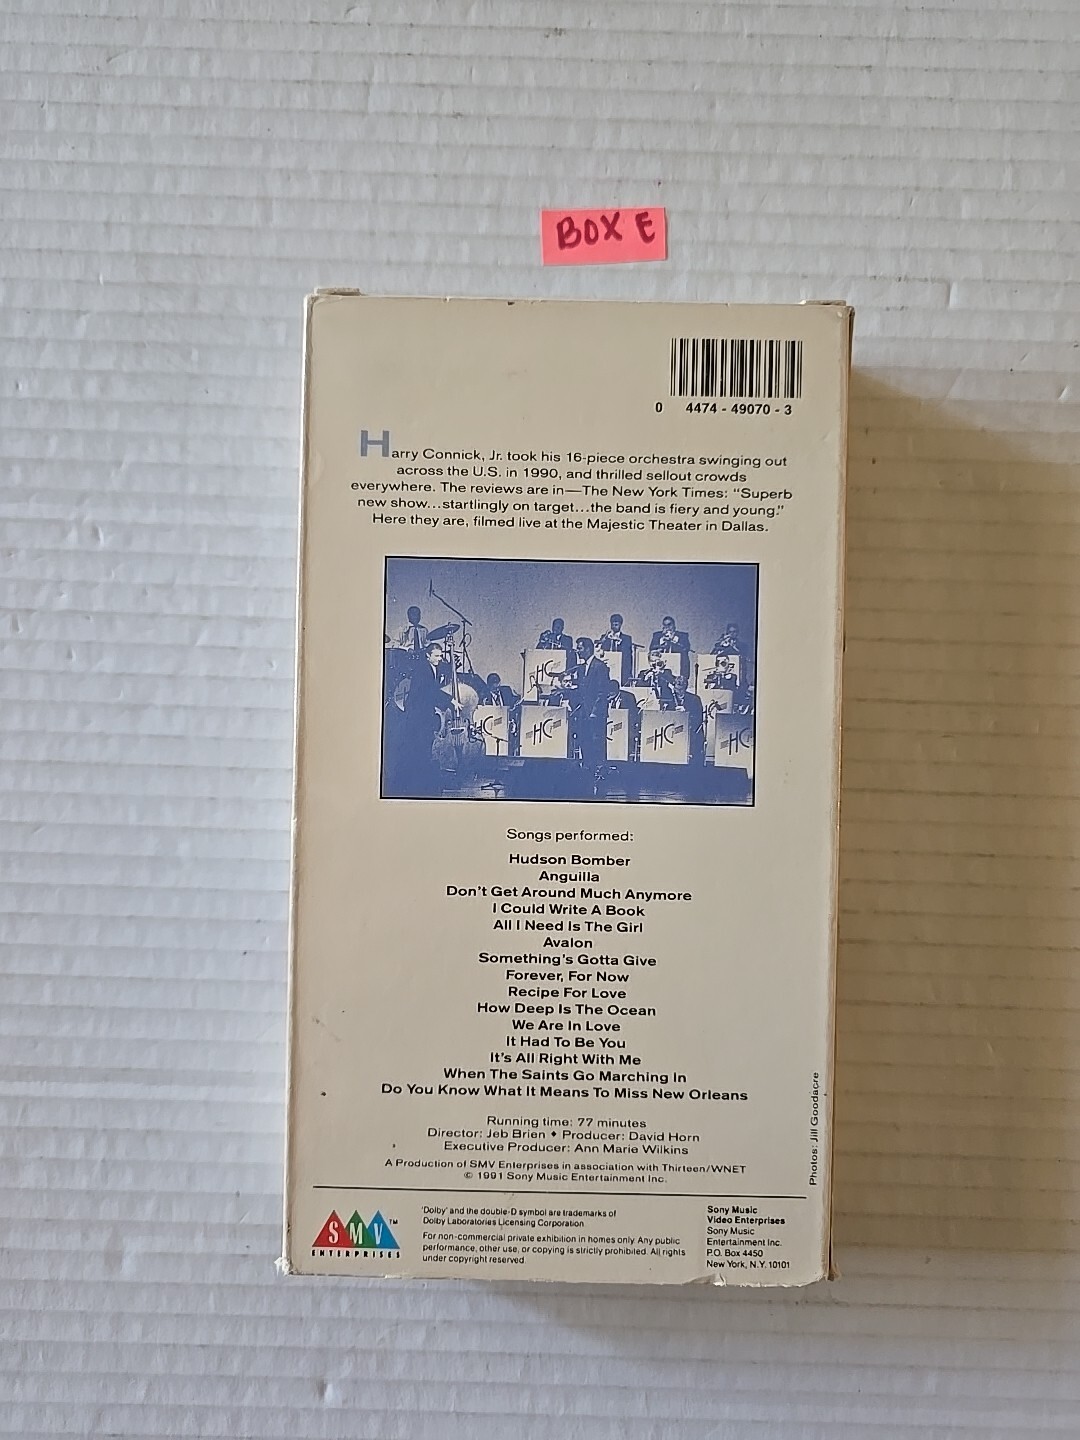 BOX E
0 4474 - 49070 - 3
Harry Connick, Jr. took his 16-piece orchestra swinging out
across the U.S. in 1990, and thrilled sellout crowds
everywhere. The reviews are in—The New York Times: “Superb
new show...startlingly on target...the band is fiery and young.”
Here they are, filmed live at the Majestic Theater in Dallas.
HC
HC HC HC HC
Songs performed:
Hudson Bomber
Anguilla
Don't Get Around Much Anymore
I Could Write A Book
All I Need Is The Girl
Avalon
Something's Gotta Give
Forever, For Now
Recipe For Love
How Deep Is The Ocean
We Are In Love
It Had To Be You
It's All Right With Me
When The Saints Go Marching In
Do You Know What It Means To Miss New Orleans
Running time: 77 minutes
Director: Jeb Brien ♦ Producer: David Horn
Executive Producer: Ann Marie Wilkins
A Production of SMV Enterprises in association with Thirteen/WNET
© 1991 Sony Music Entertainment Inc.
Photos: Jill Goodacre
SMV™
ENTERPRISES
'Dolby' and the double-D symbol are trademarks of
Dolby Laboratories Licensing Corporation
For non-commercial private exhibition in homes only. Any public
performance, other use, or copying is strictly prohibited. All rights
under copyright reserved.
Sony Music
Video Enterprises
Sony Music
Entertainment Inc.
P.O. Box 4450
New York, N.Y. 10101